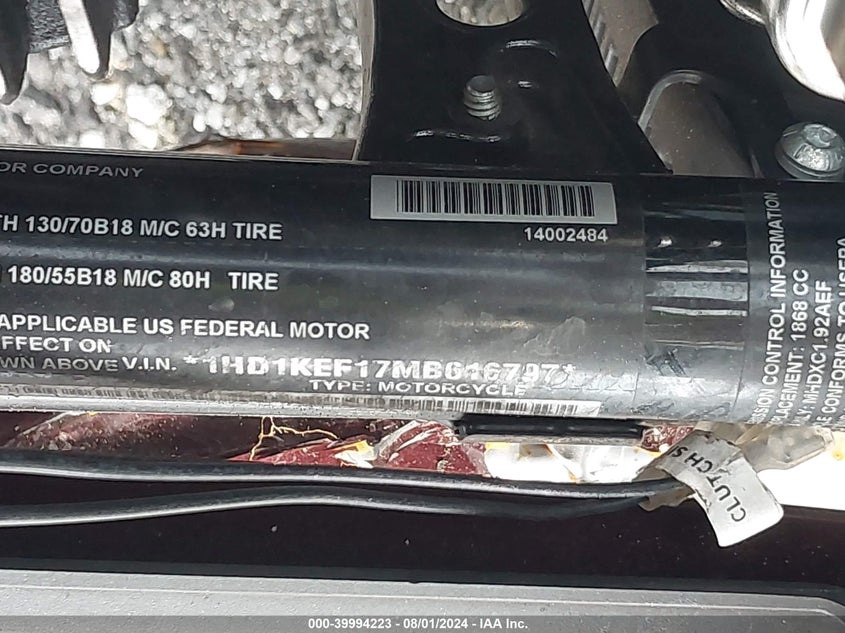 OR COMPANY
TH 130/70B18 M/C 63H TIRE
14002484
180/55B18 M/C 80H TIRE
APPLICABLE US FEDERAL MOTOR
EFFECT ON
WN ABOVE V.I.N. *1HD1KEF17MB616797*
TYPE: MOTORCYCLE
SSION CONTROL INFORMATION
PLACEMENT: 1868 CC
LY: MHDXC1.92AEF
E CONFORMS TO USEPA
CLUTCH S
000-39994223 - 08/01/2024 - IAA Inc.